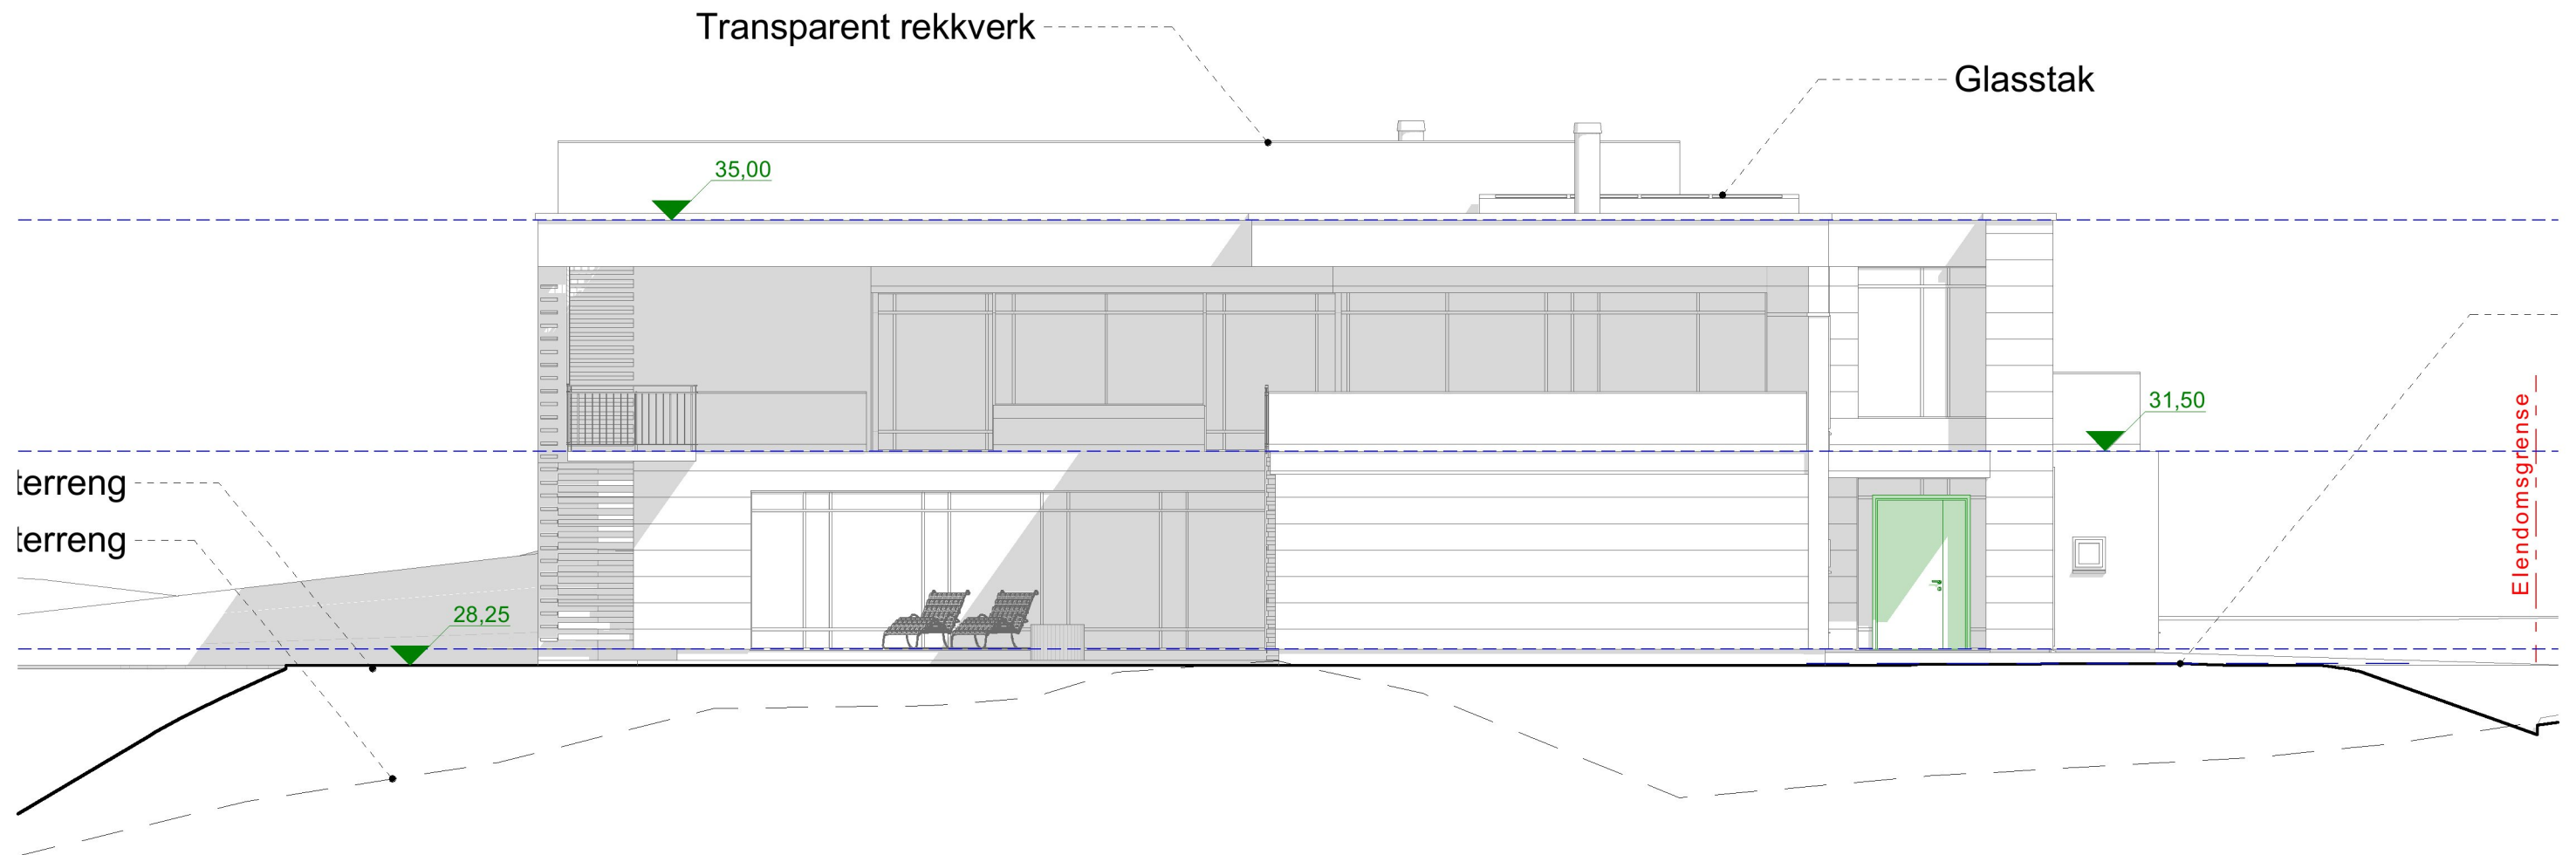 Transparent rekkverk
Glasstak
35,00
31,50
Elendomsgrense
terreng
terreng
28,25